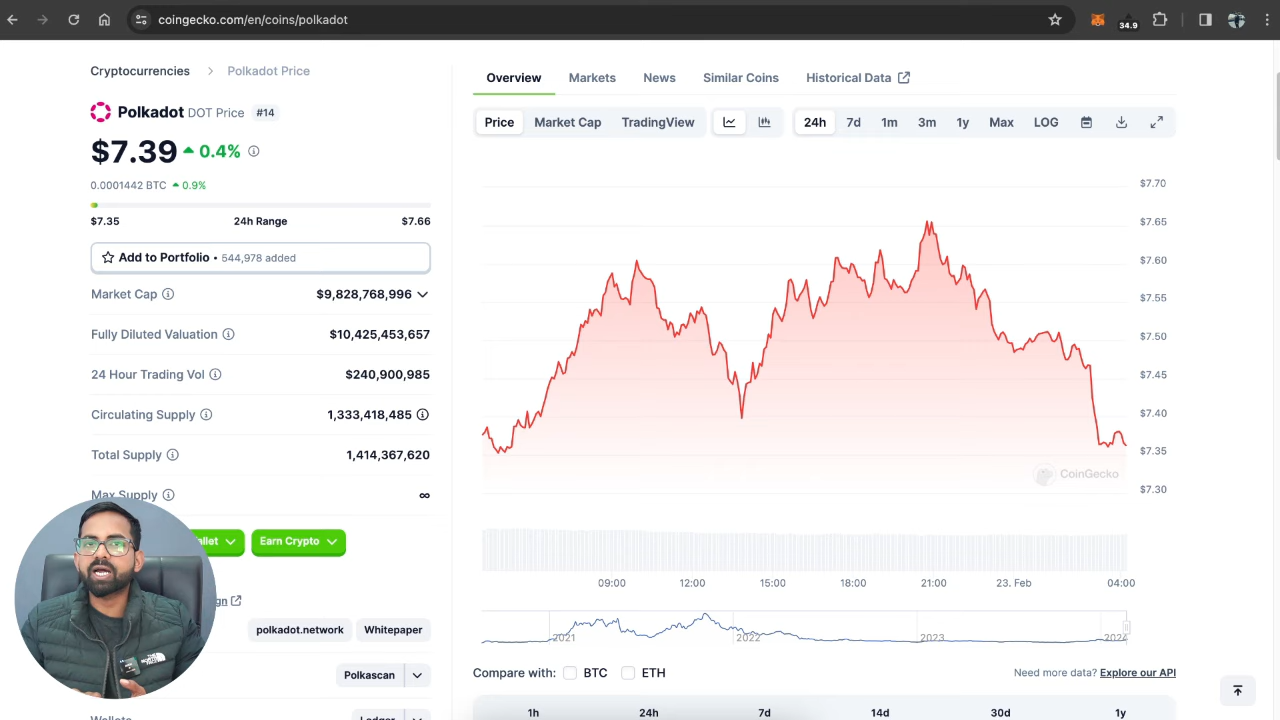 coingecko.com/en/coins/polkadot
34.9
Cryptocurrencies > Polkadot Price
Polkadot DOT Price #14
$7.39 0.4%
0.0001442 BTC 0.9%
$7.35 24h Range $7.66
Add to Portfolio • 544,978 added
Market Cap $9,828,768,996
Fully Diluted Valuation $10,425,453,657
24 Hour Trading Vol $240,900,985
Circulating Supply 1,333,418,485
Total Supply 1,414,367,620
Max Supply ∞
Earn Crypto
polkadot.network Whitepaper
Polkascan
Wallets Ledger
Overview Markets News Similar Coins Historical Data
Price Market Cap TradingView 24h 7d 1m 3m 1y Max LOG
$7.70
$7.65
$7.60
$7.55
$7.50
$7.45
$7.40
$7.35
$7.30
CoinGecko
09:00 12:00 15:00 18:00 21:00 23. Feb 04:00
2021 2022 2023 2024
Compare with: BTC ETH Need more data? Explore our API
1h 24h 7d 14d 30d 1y
THE NORTH FACE